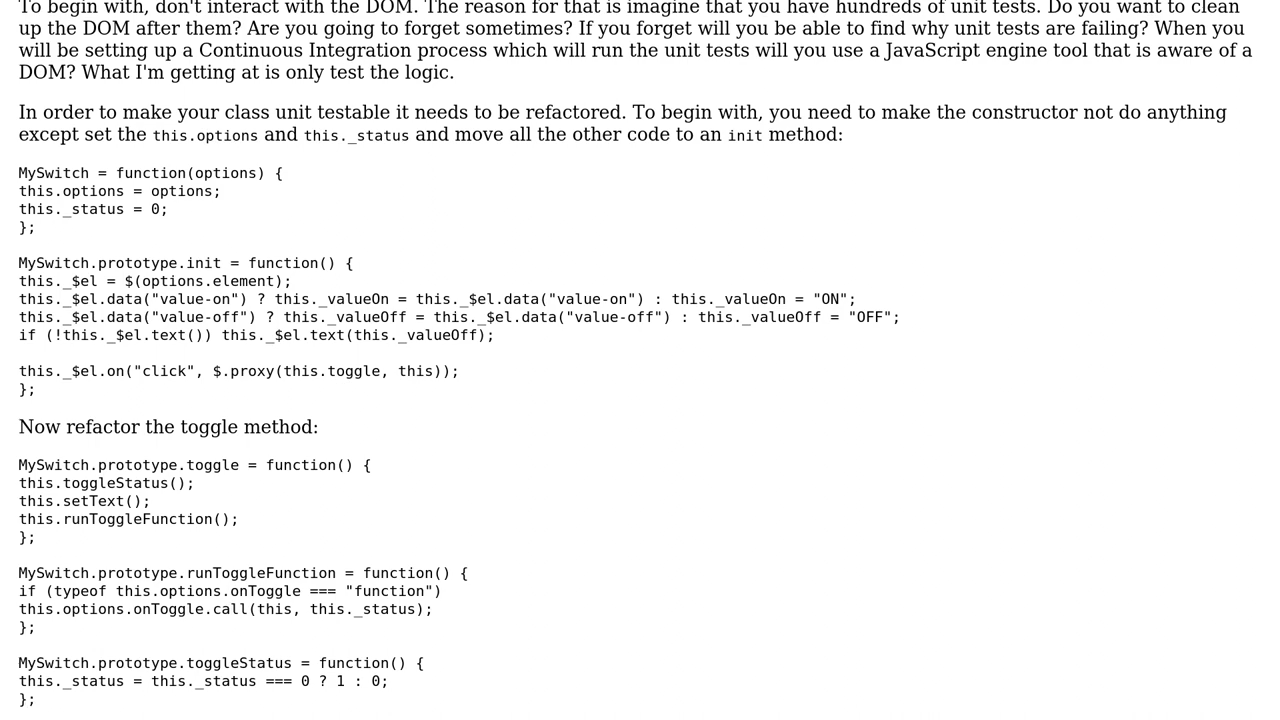 To begin with, don't interact with the DOM. The reason for that is imagine that you have hundreds of unit tests. Do you want to clean
up the DOM after them? Are you going to forget sometimes? If you forget will you be able to find why unit tests are failing? When you
will be setting up a Continuous Integration process which will run the unit tests will you use a JavaScript engine tool that is aware of a
DOM? What I'm getting at is only test the logic.
In order to make your class unit testable it needs to be refactored. To begin with, you need to make the constructor not do anything
except set the this.options and this._status and move all the other code to an init method:
MySwitch = function(options) {
this.options = options;
this._status = 0;
};
MySwitch.prototype.init = function() {
this._$el = $(options.element);
this._$el.data("value-on") ? this._valueOn = this._$el.data("value-on") : this._valueOn = "ON";
this._$el.data("value-off") ? this._valueOff = this._$el.data("value-off") : this._valueOff = "OFF";
if (!this._$el.text()) this._$el.text(this._valueOff);
this._$el.on("click", $.proxy(this.toggle, this));
};
Now refactor the toggle method:
MySwitch.prototype.toggle = function() {
this.toggleStatus();
this.setText();
this.runToggleFunction();
};
MySwitch.prototype.runToggleFunction = function() {
if (typeof this.options.onToggle === "function")
this.options.onToggle.call(this, this._status);
};
MySwitch.prototype.toggleStatus = function() {
this._status = this._status === 0 ? 1 : 0;
};